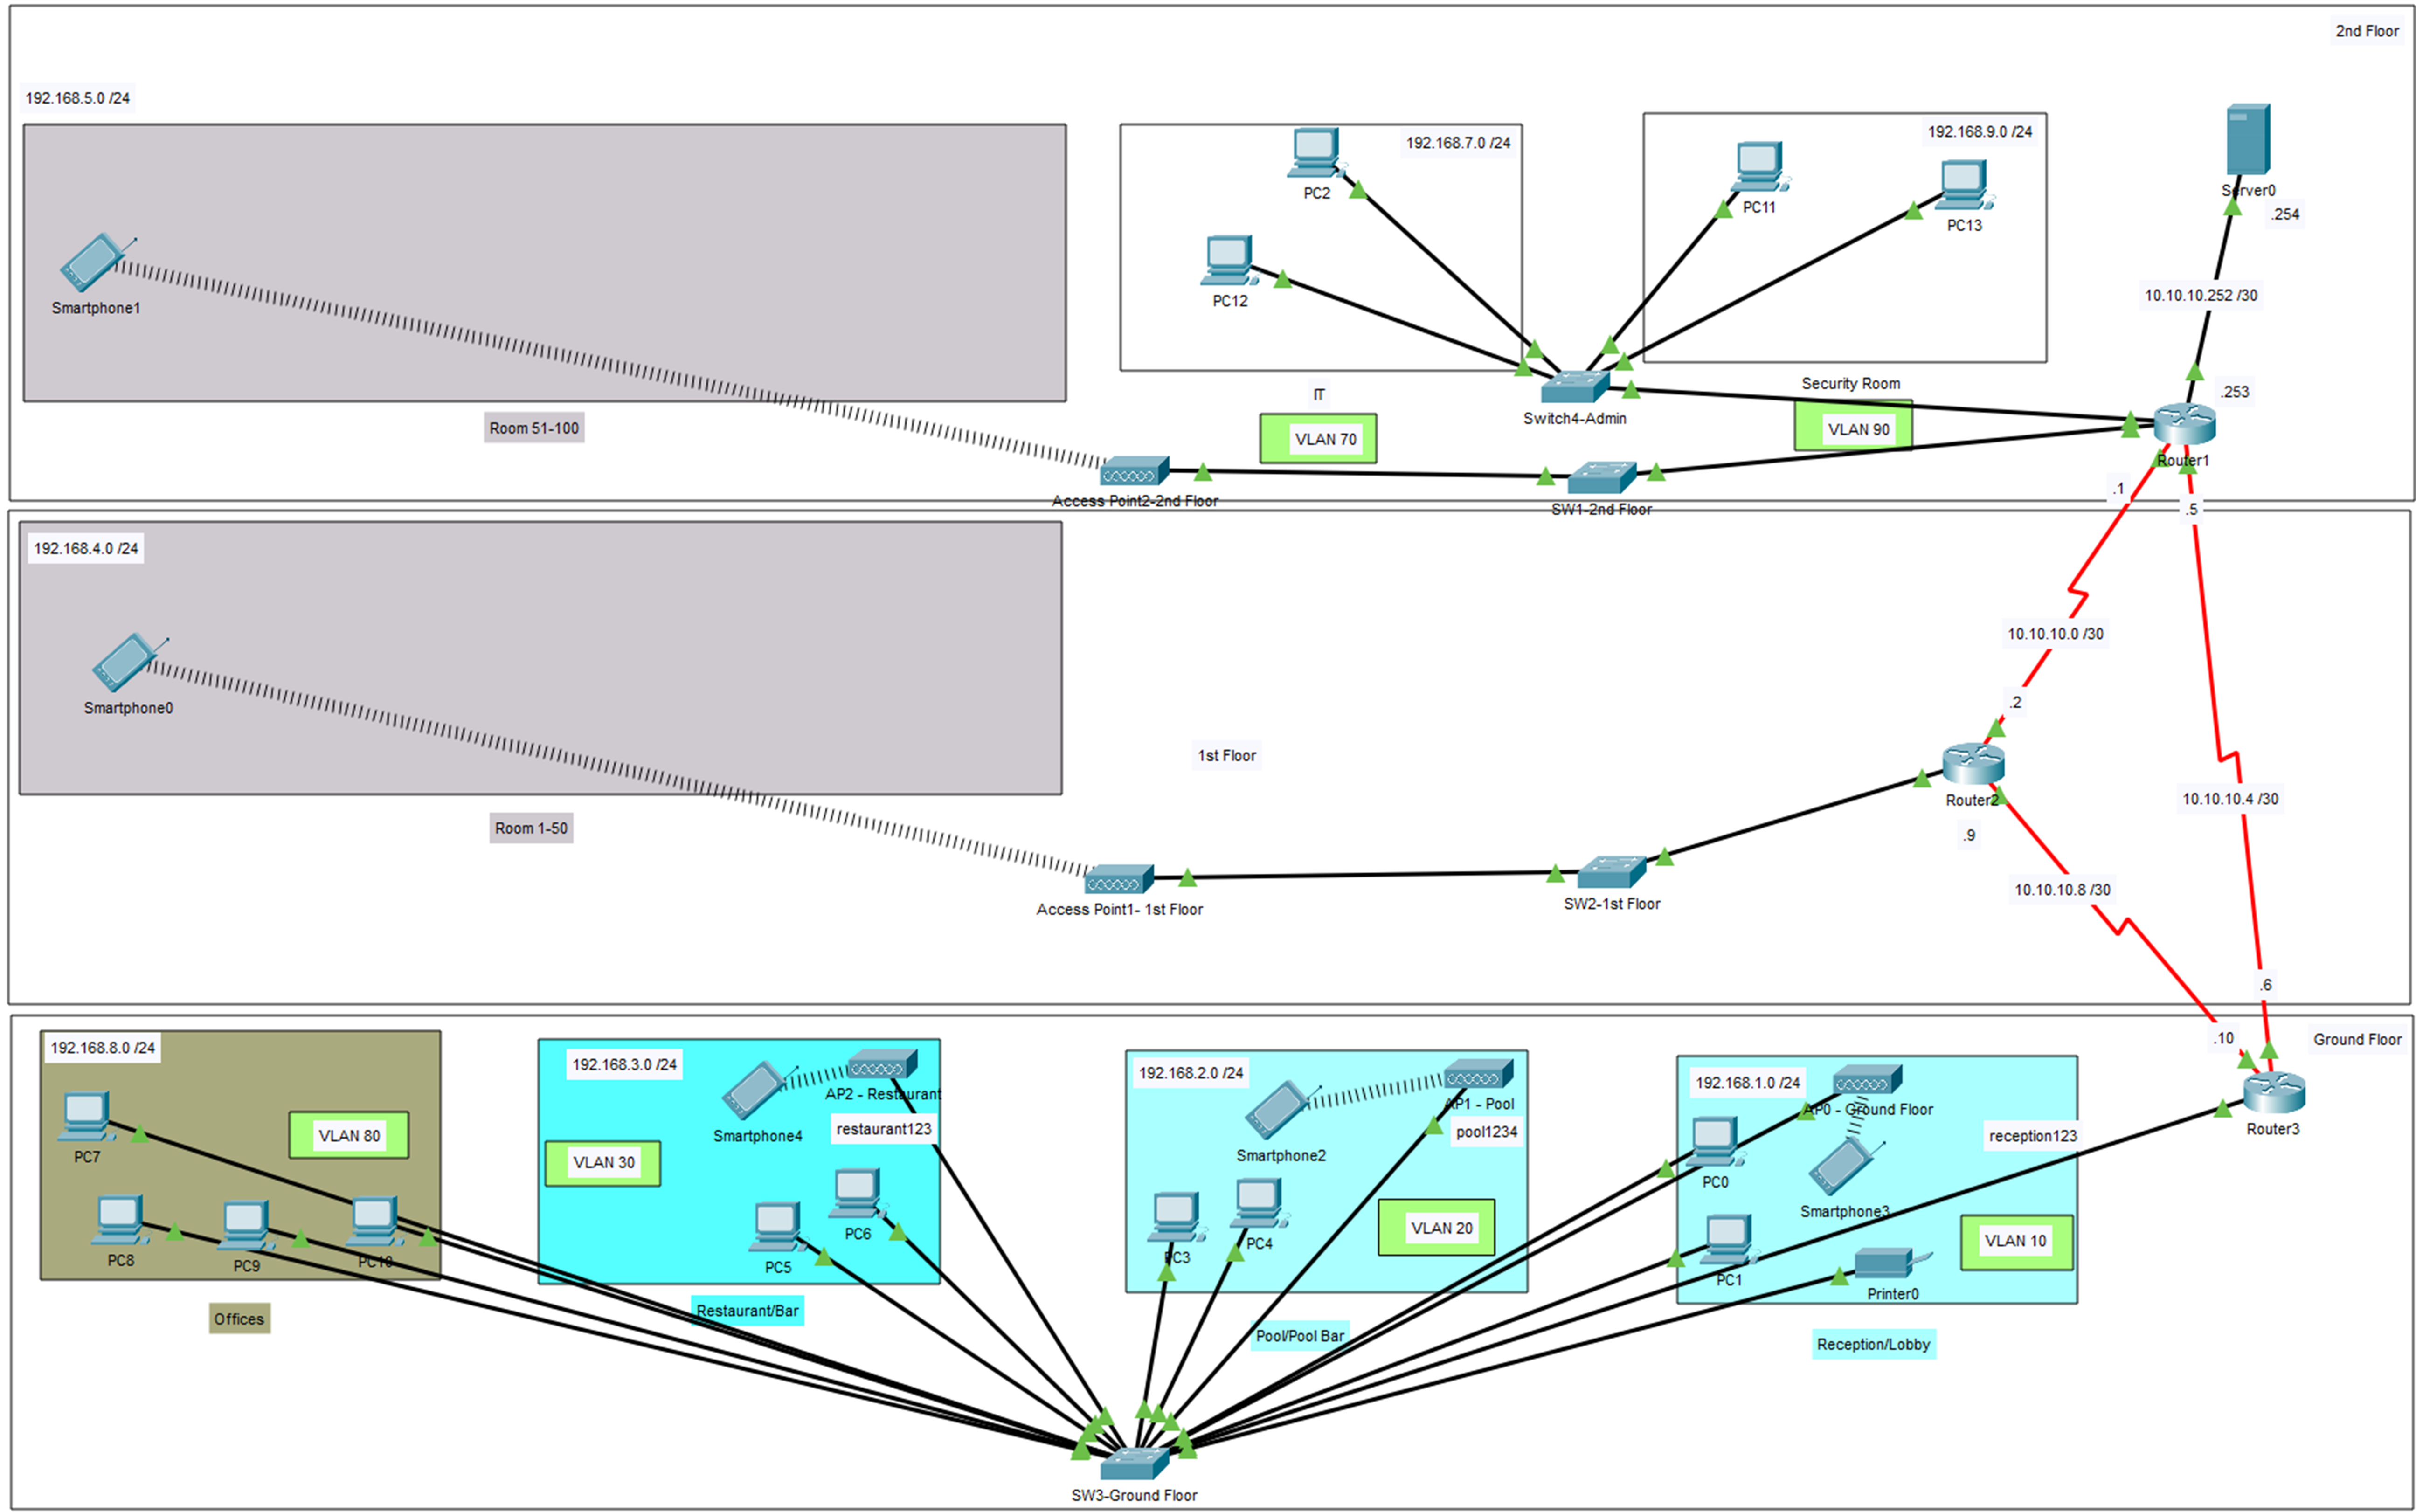 2nd Floor
192.168.5.0 /24
192.168.7.0 /24
192.168.9.0 /24
PC2
PC11
PC13
Server0
.254
PC12
Smartphone1
10.10.10.252 /30
Security Room
.253
IT
Switch4-Admin
Room 51-100
VLAN 70
VLAN 90
Router1
.1
Access Point2-2nd Floor
SW1-2nd Floor
.5
192.168.4.0 /24
10.10.10.0 /30
Smartphone0
.2
1st Floor
10.10.10.4 /30
Router2
Room 1-50
.9
10.10.10.8 /30
SW2-1st Floor
Access Point1- 1st Floor
.6
.10
Ground Floor
192.168.8.0 /24
192.168.3.0 /24
192.168.2.0 /24
192.168.1.0 /24
AP2 - Restaurant
AP1 - Pool
AP0 - Ground Floor
restaurant123
pool1234
reception123
Router3
VLAN 80
Smartphone4
Smartphone2
PC7
VLAN 30
PC0
Smartphone3
VLAN 20
PC6
PC4
VLAN 10
PC3
PC8
PC9
PC10
PC5
PC1
Printer0
Offices
Restaurant/Bar
Pool/Pool Bar
Reception/Lobby
SW3-Ground Floor